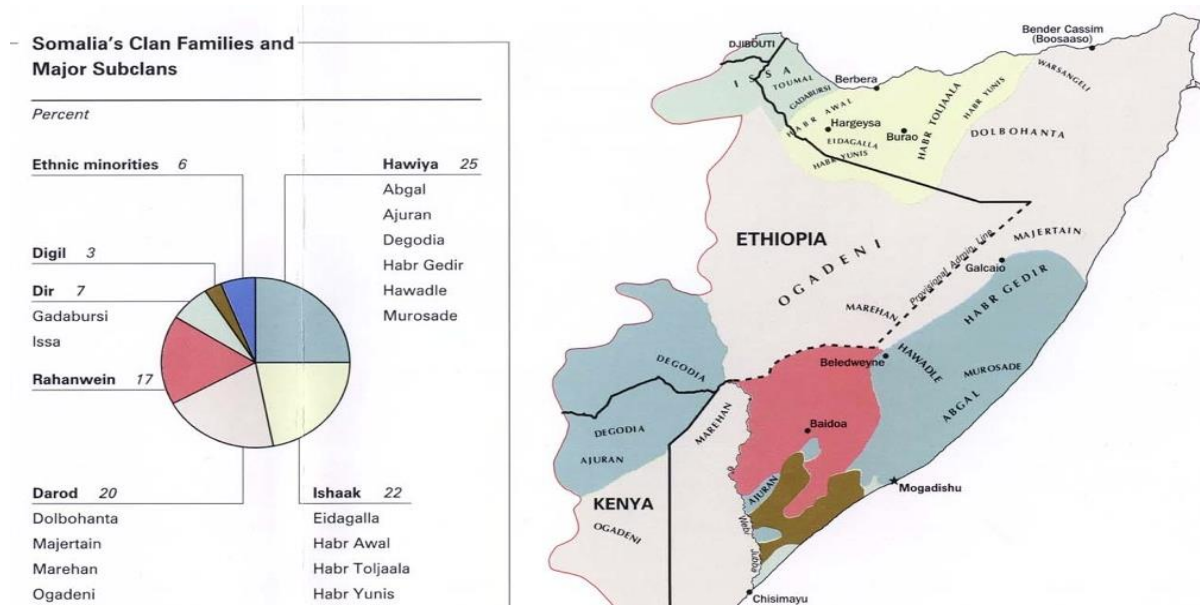 Somalia's Clan Families and
Major Subclans
Percent
Ethnic minorities 6
Digil 3
Dir 7
Gadabursi
Issa
Rahanwein 17
Darod 20
Dolbohanta
Majertain
Marehan
Ogadeni
Hawiya 25
Abgal
Ajuran
Degodia
Habr Gedir
Hawadle
Murosade
Ishaak 22
Eidagalla
Habr Awal
Habr Toljaala
Habr Yunis
Bender Cassim
(Boosaaso)
DJIBOUTI
ISSA
TOUMAL
GADABURSI
Berbera
WARSANGELI
HABR AWAL
Hargeysa
Burao
HABR TOLJAALA
HABR YUNIS
EIDAGALLA
HABR YUNIS
DOLBOHANTA
ETHIOPIA
OGADENI
Provisional Admin. Line
MAJERTAIN
Galcaio
HABR GEDIR
MAREHAN
Beledweyne
HAWADLE
MUROSADE
ABGAL
DEGODIA
DEGODIA
AJURAN
MAREHAN
Baidoa
AJURAN
Mogadishu
KENYA
OGADENI
Webi Jubba
Chisimayu